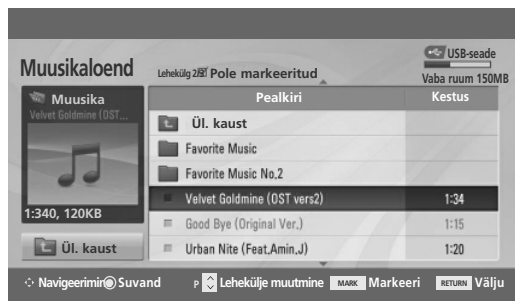 USB-seade
Muusikaloend
Lehekülg 2/3 Pole markeeritud
Vaba ruum 150MB
Muusika
Velvet Goldmine (OST...
1:340, 120KB
Ül. kaust
Pealkiri Kestus
Ül. kaust
Favorite Music
Favorite Music No.2
Velvet Goldmine (OST vers2) 1:34
Good Bye (Original Ver.) 1:15
Urban Nite (Feat.Amin.J) 1:20
Navigeerimin Suvand P Lehekülje muutmine MARK Markeeri RETURN Välju